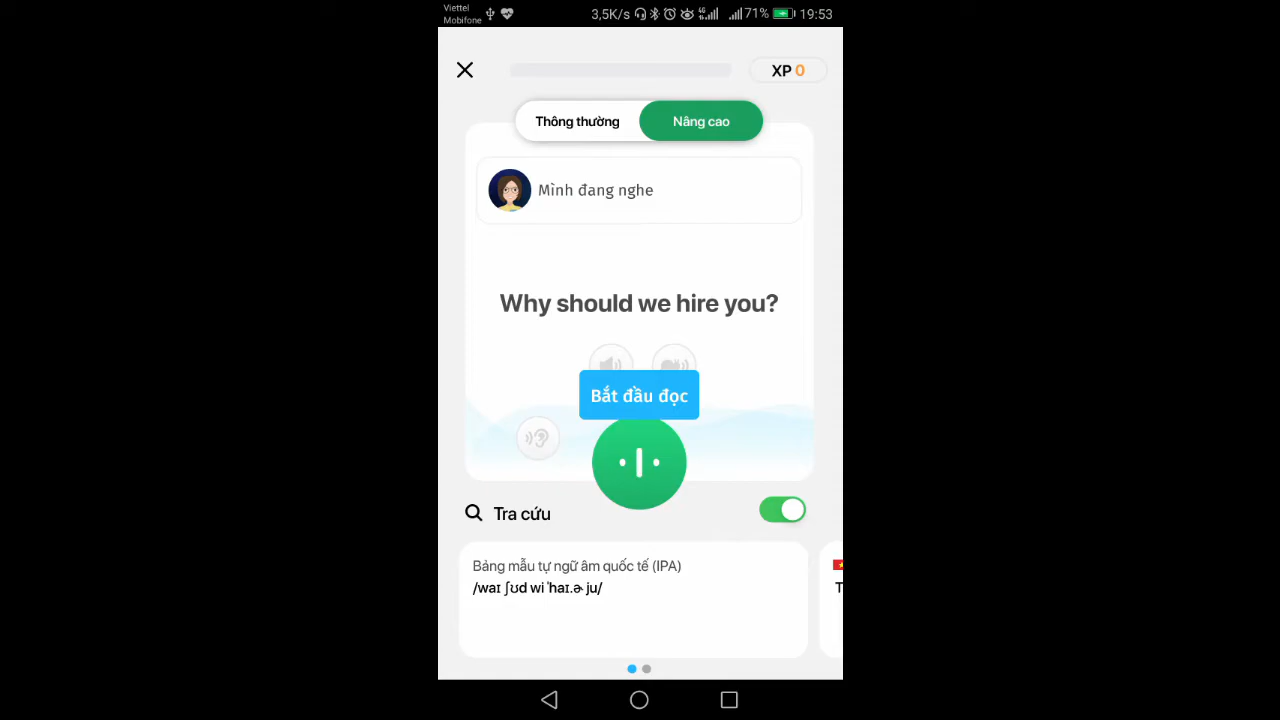 Viettel
Mobifone
3,5K/s 4G 71% 19:53
XP 0
Thông thường
Nâng cao
Mình đang nghe
Why should we hire you?
Bắt đầu đọc
Tra cứu
Bảng mẫu tự ngữ âm quốc tế (IPA)
/waɪ ʃʊd wi ˈhaɪ.ɚ ju/
T